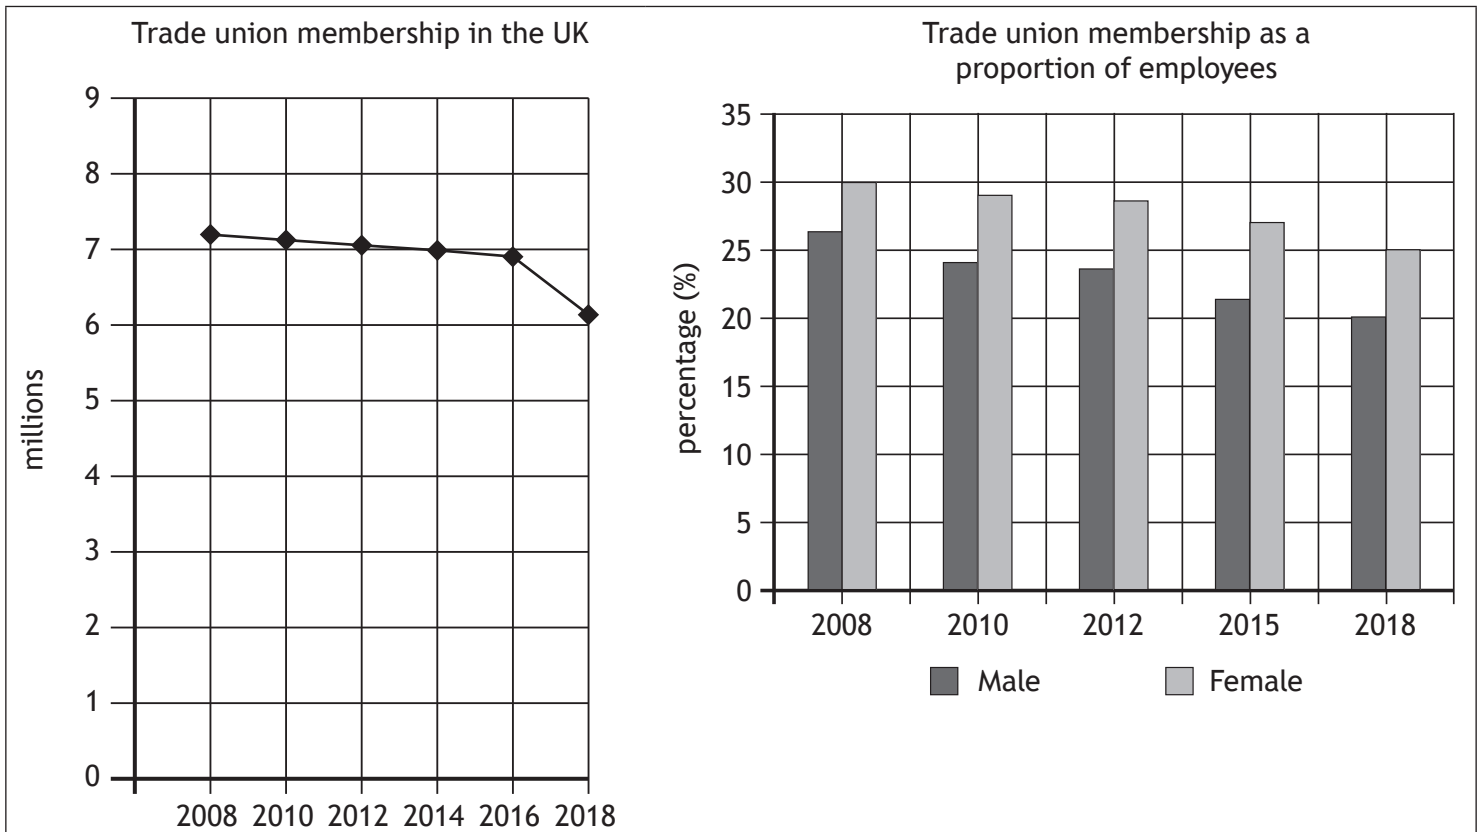 Trade union membership in the UK
9
8
7
6
5
4
3
2
1
0
millions
2008 2010 2012 2014 2016 2018
Trade union membership as a
proportion of employees
35
30
25
20
15
10
5
0
percentage (%)
2008 2010 2012 2015 2018
Male Female